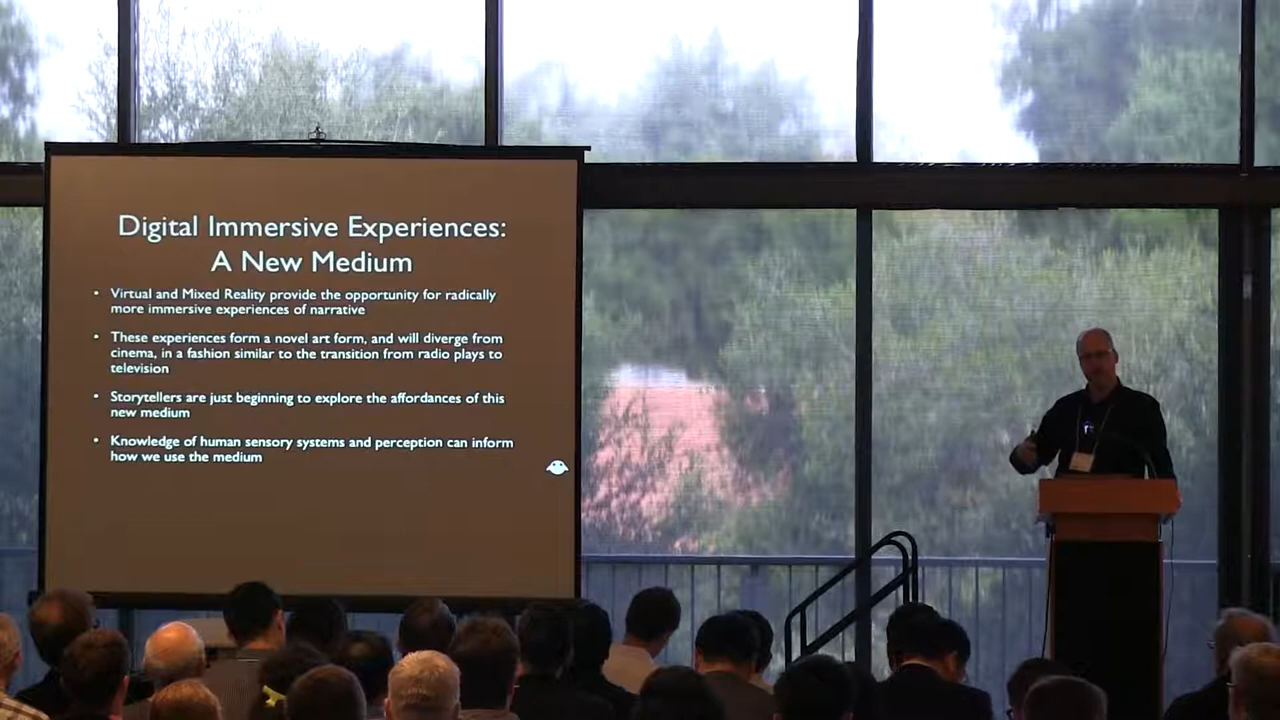 Digital Immersive Experiences:
A New Medium
• Virtual and Mixed Reality provide the opportunity for radically
more immersive experiences of narrative
• These experiences form a novel art form, and will diverge from
cinema, in a fashion similar to the transition from radio plays to
television
• Storytellers are just beginning to explore the affordances of this
new medium
• Knowledge of human sensory systems and perception can inform
how we use the medium